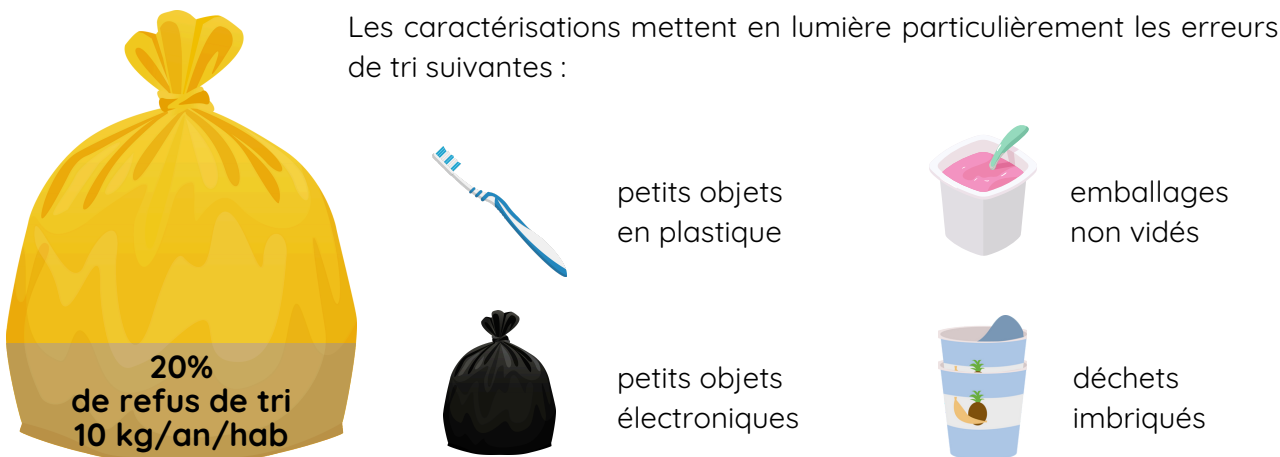 Les caractérisations mettent en lumière particulièrement les erreurs
de tri suivantes :
petits objets
en plastique
emballages
non vidés
petits objets
électroniques
déchets
imbriqués
20%
de refus de tri
10 kg/an/hab